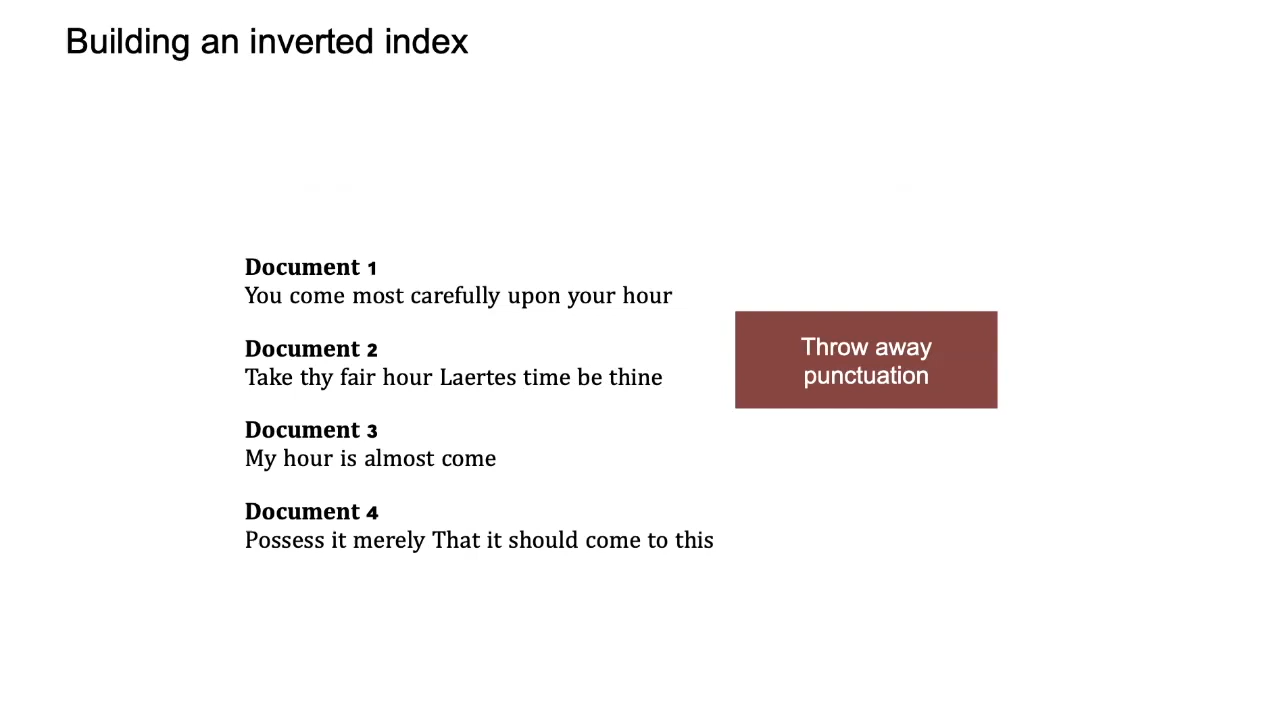 Building an inverted index
Document 1
You come most carefully upon your hour
Document 2
Take thy fair hour Laertes time be thine
Document 3
My hour is almost come
Document 4
Possess it merely That it should come to this
Throw away
punctuation